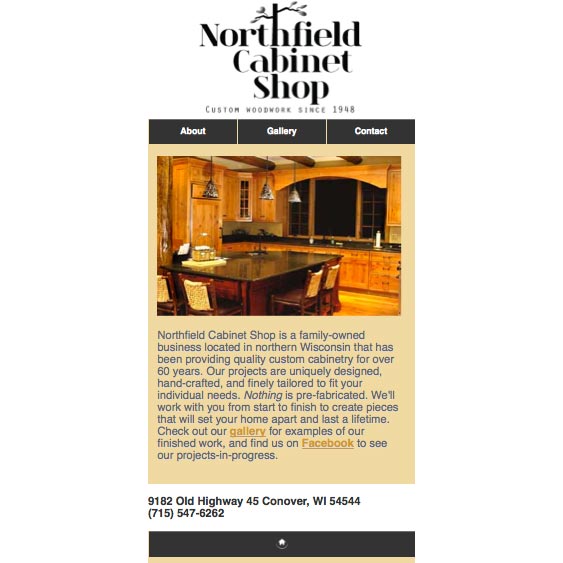 Northfield
Cabinet
Shop
CUSTOM WOODWORK SINCE 1948
About Gallery Contact
Northfield Cabinet Shop is a family-owned
business located in northern Wisconsin that has
been providing quality custom cabinetry for over
60 years. Our projects are uniquely designed,
hand-crafted, and finely tailored to fit your
individual needs. Nothing is pre-fabricated. We'll
work with you from start to finish to create pieces
that will set your home apart and last a lifetime.
Check out our gallery for examples of our
finished work, and find us on Facebook to see
our projects-in-progress.
9182 Old Highway 45 Conover, WI 54544
(715) 547-6262